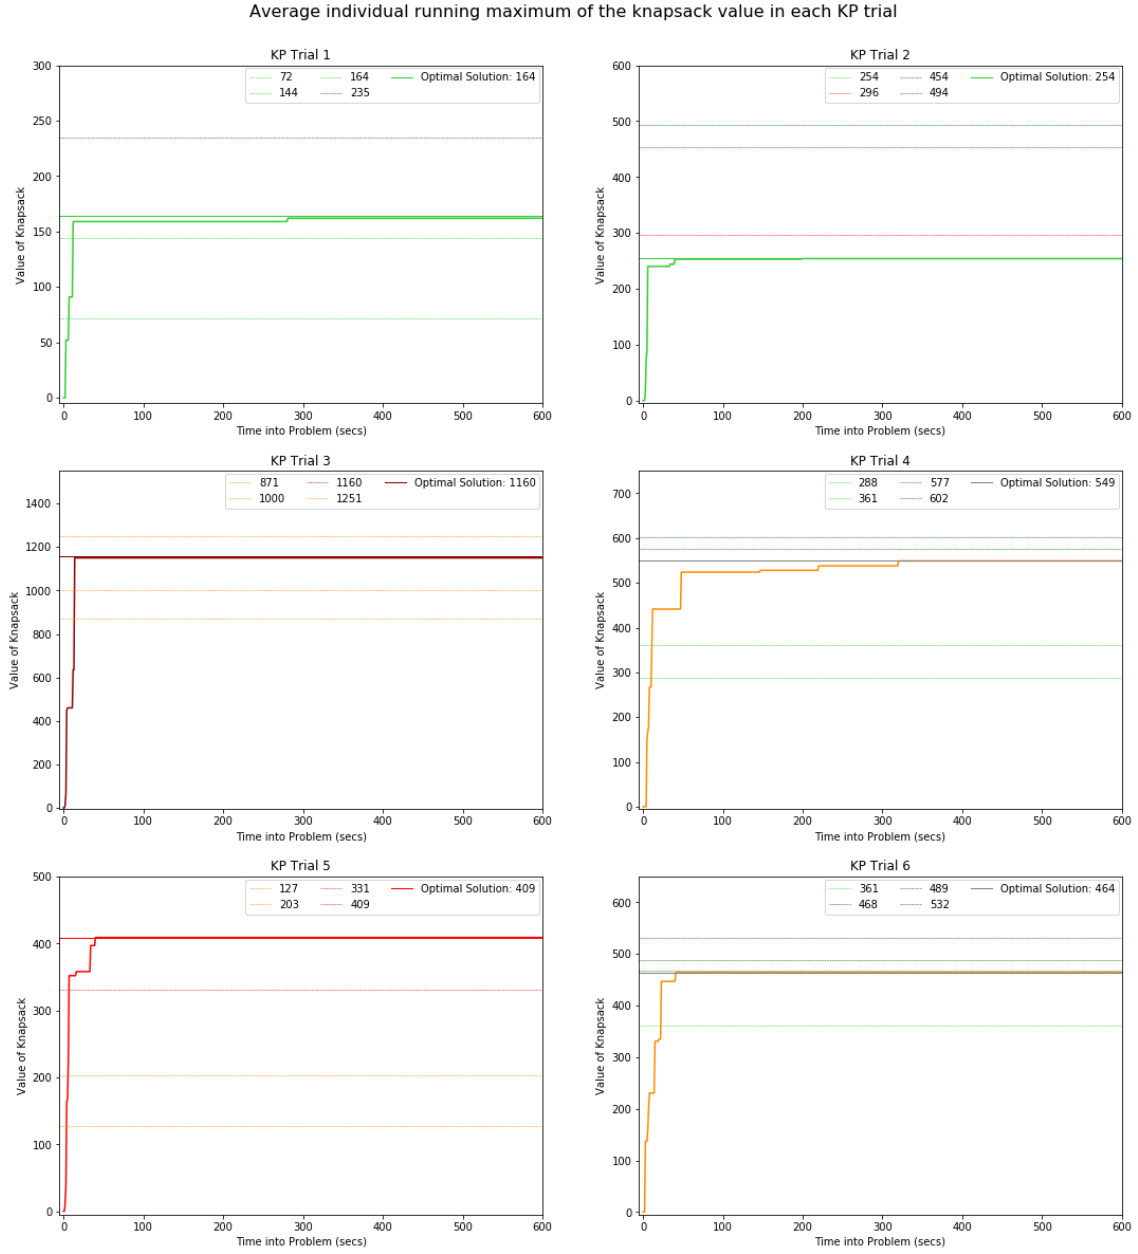 Average individual running maximum of the knapsack value in each KP trial
KP Trial 1
300
250
200
150
100
50
0
Value of Knapsack
72 164 Optimal Solution: 164
144 235
0 100 200 300 400 500 600
Time into Problem (secs)
KP Trial 2
600
500
400
300
200
100
0
Value of Knapsack
254 454 Optimal Solution: 254
296 494
0 100 200 300 400 500 600
Time into Problem (secs)
KP Trial 3
1400
1200
1000
800
600
400
200
0
Value of Knapsack
871 1160 Optimal Solution: 1160
1000 1251
0 100 200 300 400 500 600
Time into Problem (secs)
KP Trial 4
700
600
500
400
300
200
100
0
Value of Knapsack
288 577 Optimal Solution: 549
361 602
0 100 200 300 400 500 600
Time into Problem (secs)
KP Trial 5
500
400
300
200
100
0
Value of Knapsack
127 331 Optimal Solution: 409
203 409
0 100 200 300 400 500 600
Time into Problem (secs)
KP Trial 6
600
500
400
300
200
100
0
Value of Knapsack
361 489 Optimal Solution: 464
468 532
0 100 200 300 400 500 600
Time into Problem (secs)